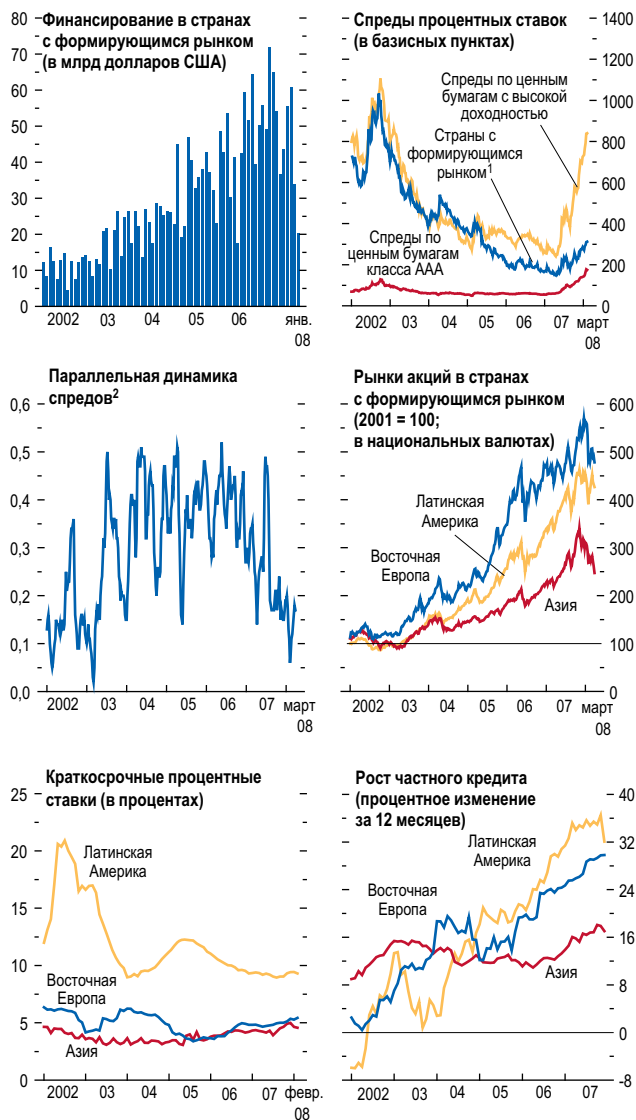 Финансирование в странах
с формирующимся рынком
(в млрд долларов США)
80
70
60
50
40
30
20
10
0
2002 03 04 05 06 янв.
08
Спреды процентных ставок
(в базисных пунктах)
1400
1200
1000
800
600
400
200
0
Спреды по ценным
бумагам с высокой
доходностью
Страны с
формирующимся
рынком1
Спреды по
ценным бумагам
класса AAA
2002 03 04 05 06 07 март
08
Параллельная динамика
спредов2
0,6
0,5
0,4
0,3
0,2
0,1
0,0
2002 03 04 05 06 07 март
08
Рынки акций в странах
с формирующимся рынком
(2001 = 100;
в национальных валютах)
600
500
400
300
200
100
0
Латинская
Америка
Восточная
Европа
Азия
2002 03 04 05 06 07 март
08
Краткосрочные процентные
ставки (в процентах)
25
20
15
10
5
0
Латинская
Америка
Восточная
Европа
Азия
2002 03 04 05 06 07 февр.
08
Рост частного кредита
(процентное изменение
за 12 месяцев)
40
32
24
16
8
0
-8
Латинская
Америка
Восточная
Европа
Азия
2002 03 04 05 06 07